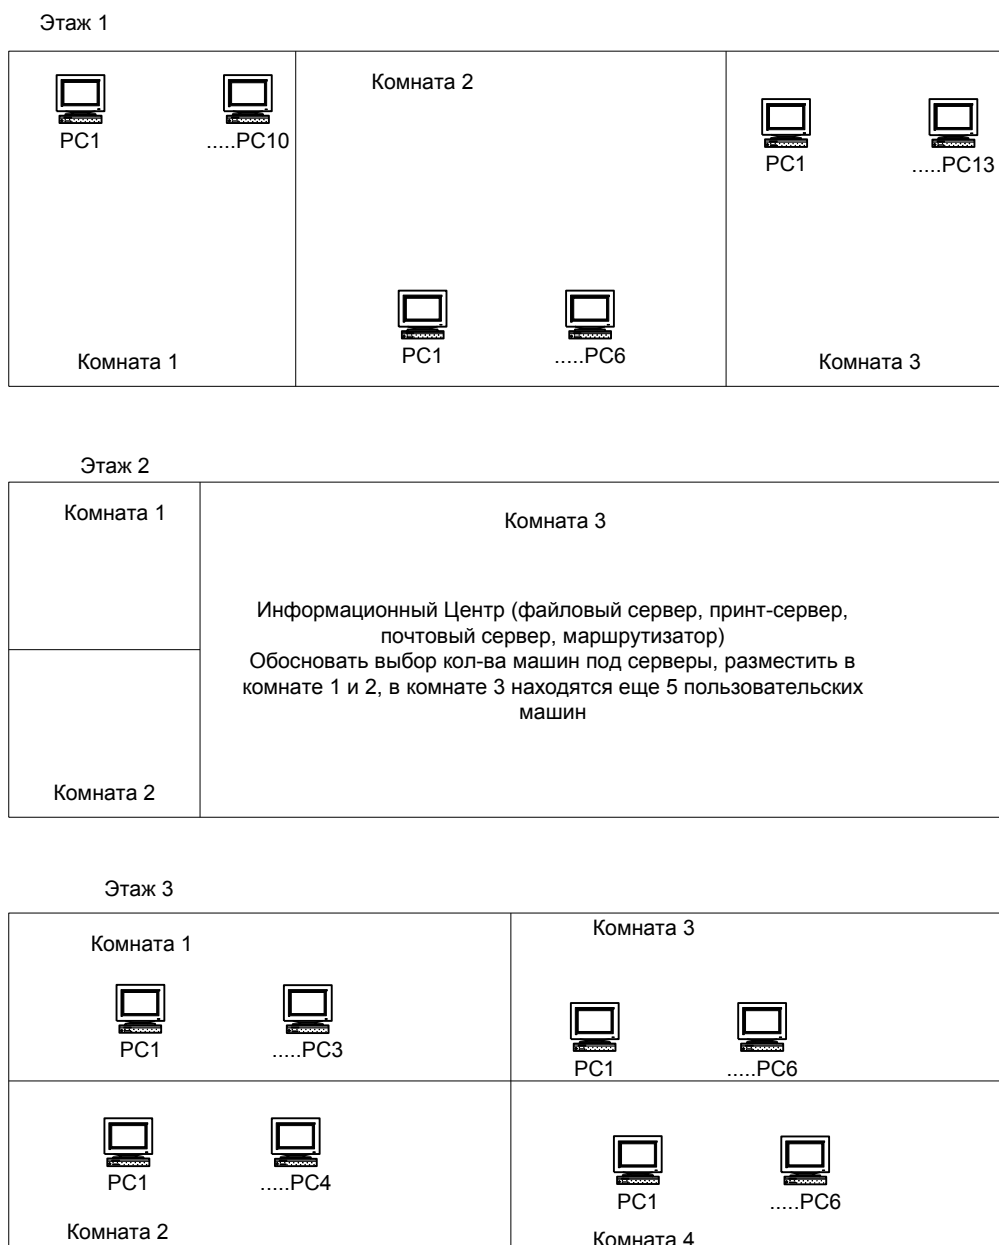 Этаж 1
Комната 2
PC1
.....PC10
PC1
.....PC13
PC1
.....PC6
Комната 1
Комната 3
Этаж 2
Комната 1
Комната 3
Информационный Центр (файловый сервер, принт-сервер,
почтовый сервер, маршрутизатор)
Обосновать выбор кол-ва машин под серверы, разместить в
комнате 1 и 2, в комнате 3 находятся еще 5 пользовательских
машин
Комната 2
Этаж 3
Комната 1
Комната 3
PC1
.....PC3
PC1
.....PC6
PC1
.....PC4
PC1
.....PC6
Комната 2
Комната 4